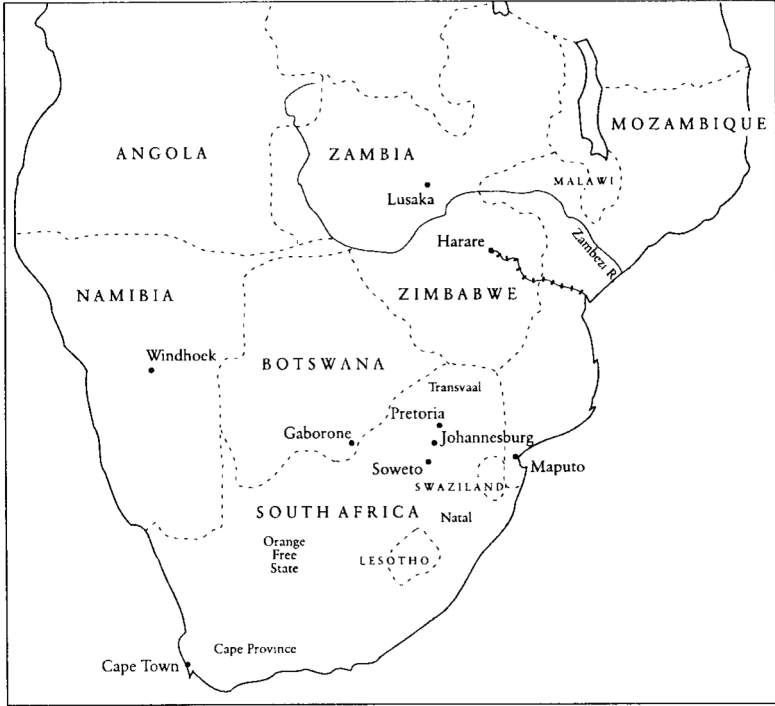 MOZAMBIQUE
ANGOLA
ZAMBIA
MALAWI
Lusaka
Zambezi R.
Harare
NAMIBIA
ZIMBABWE
Windhoek
BOTSWANA
Transvaal
Pretoria
Gaborone
Johannesburg
Soweto
Maputo
SWAZILAND
SOUTH AFRICA
Natal
Orange
Free
State
LESOTHO
Cape Province
Cape Town